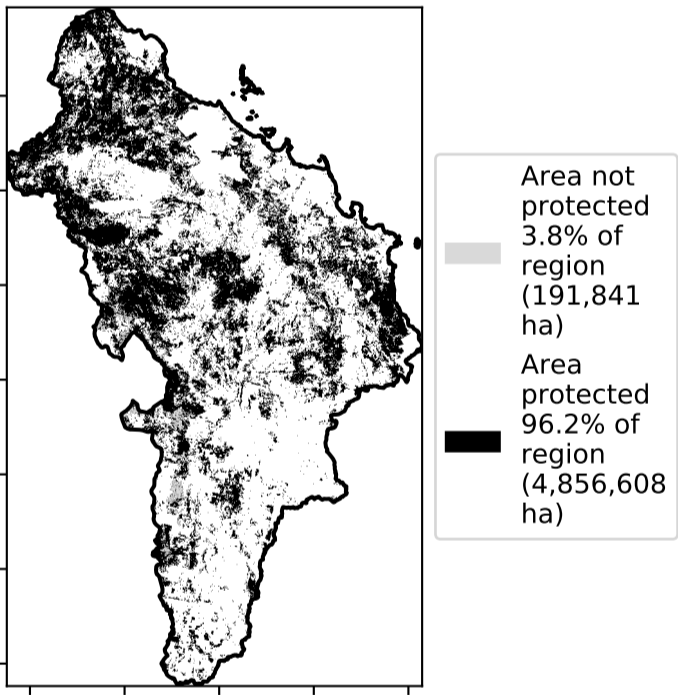 Area not
protected
3.8% of
region
(191,841
ha)
Area
protected
96.2% of
region
(4,856,608
ha)